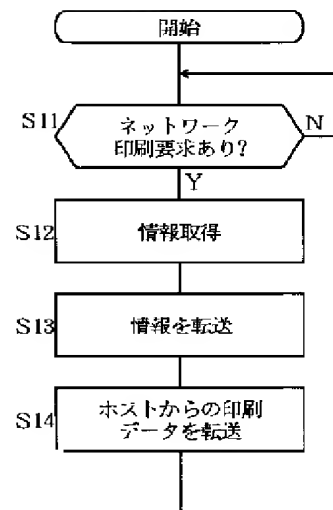 開始
S11
ネットワーク
印刷要求あり?
N
Y
S12
情報取得
S13
情報を転送
S14
ホストからの印刷
データを転送